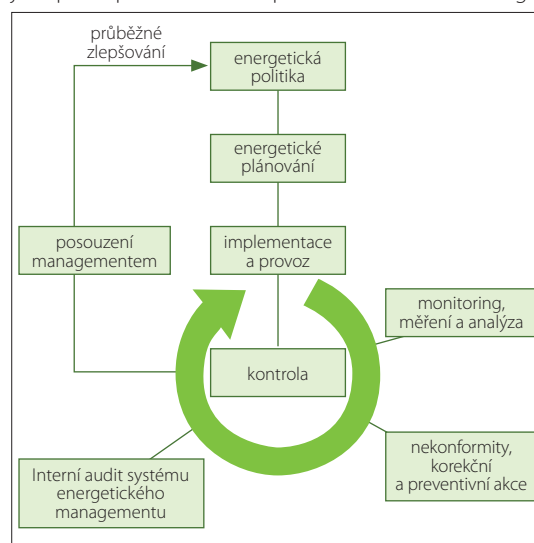 průběžné
zlepšování
energetická
politika
energetické
plánování
posouzení
managementem
implementace
a provoz
monitoring,
měření a analýza
kontrola
Interní audit systému
energetického
managementu
nekonformity,
korekční
a preventivní akce